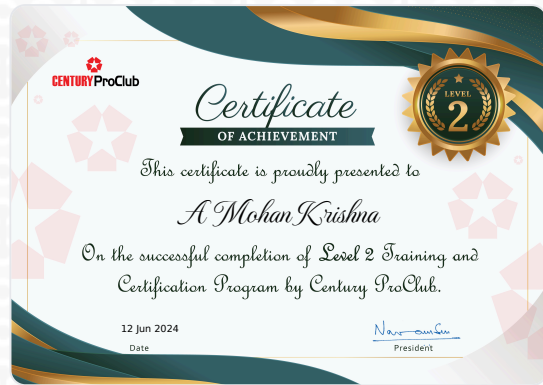 CENTURY ProClub
LEVEL
2
Certificate
OF ACHIEVEMENT
This certificate is proudly presented to
A Mohan Krishna
On the successful completion of Level 2 Training and
Certification Program by Century ProClub.
12 Jun 2024
Date
President